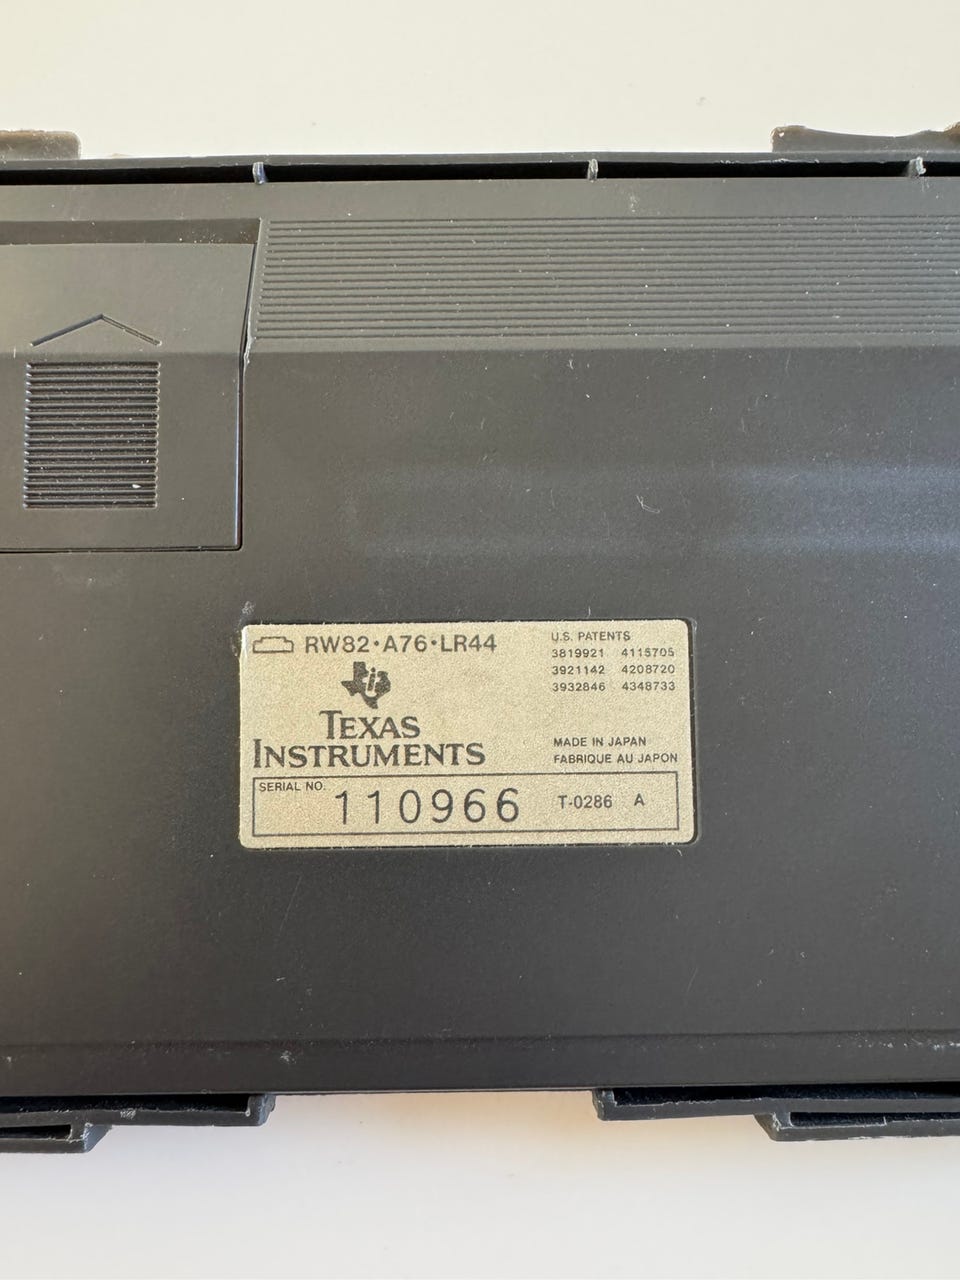 RW82·A76·LR44
TEXAS
INSTRUMENTS
U.S. PATENTS
3819921 4115705
3921142 4208720
3932846 4348733
MADE IN JAPAN
FABRIQUE AU JAPON
SERIAL NO. 110966 T-0286 A